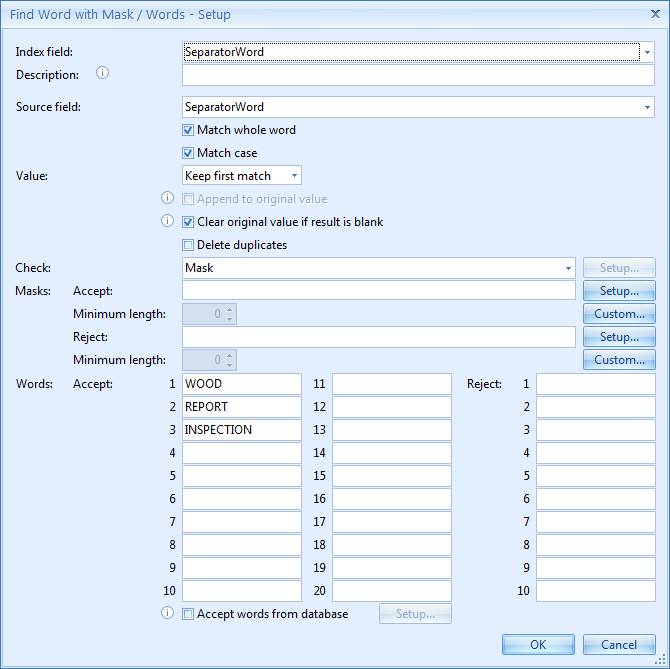 Find Word with Mask / Words - Setup
Index field: SeparatorWord
Description:
Source field: SeparatorWord
Match whole word
Match case
Value: Keep first match
Append to original value
Clear original value if result is blank
Delete duplicates
Check: Mask Setup...
Masks: Accept: Setup...
Minimum length: 0 Custom...
Reject: Setup...
Minimum length: 0 Custom...
Words: Accept: 1 WOOD 11 Reject: 1
2 REPORT 12 2
3 INSPECTION 13 3
4 14 4
5 15 5
6 16 6
7 17 7
8 18 8
9 19 9
10 20 10
Accept words from database Setup...
OK Cancel